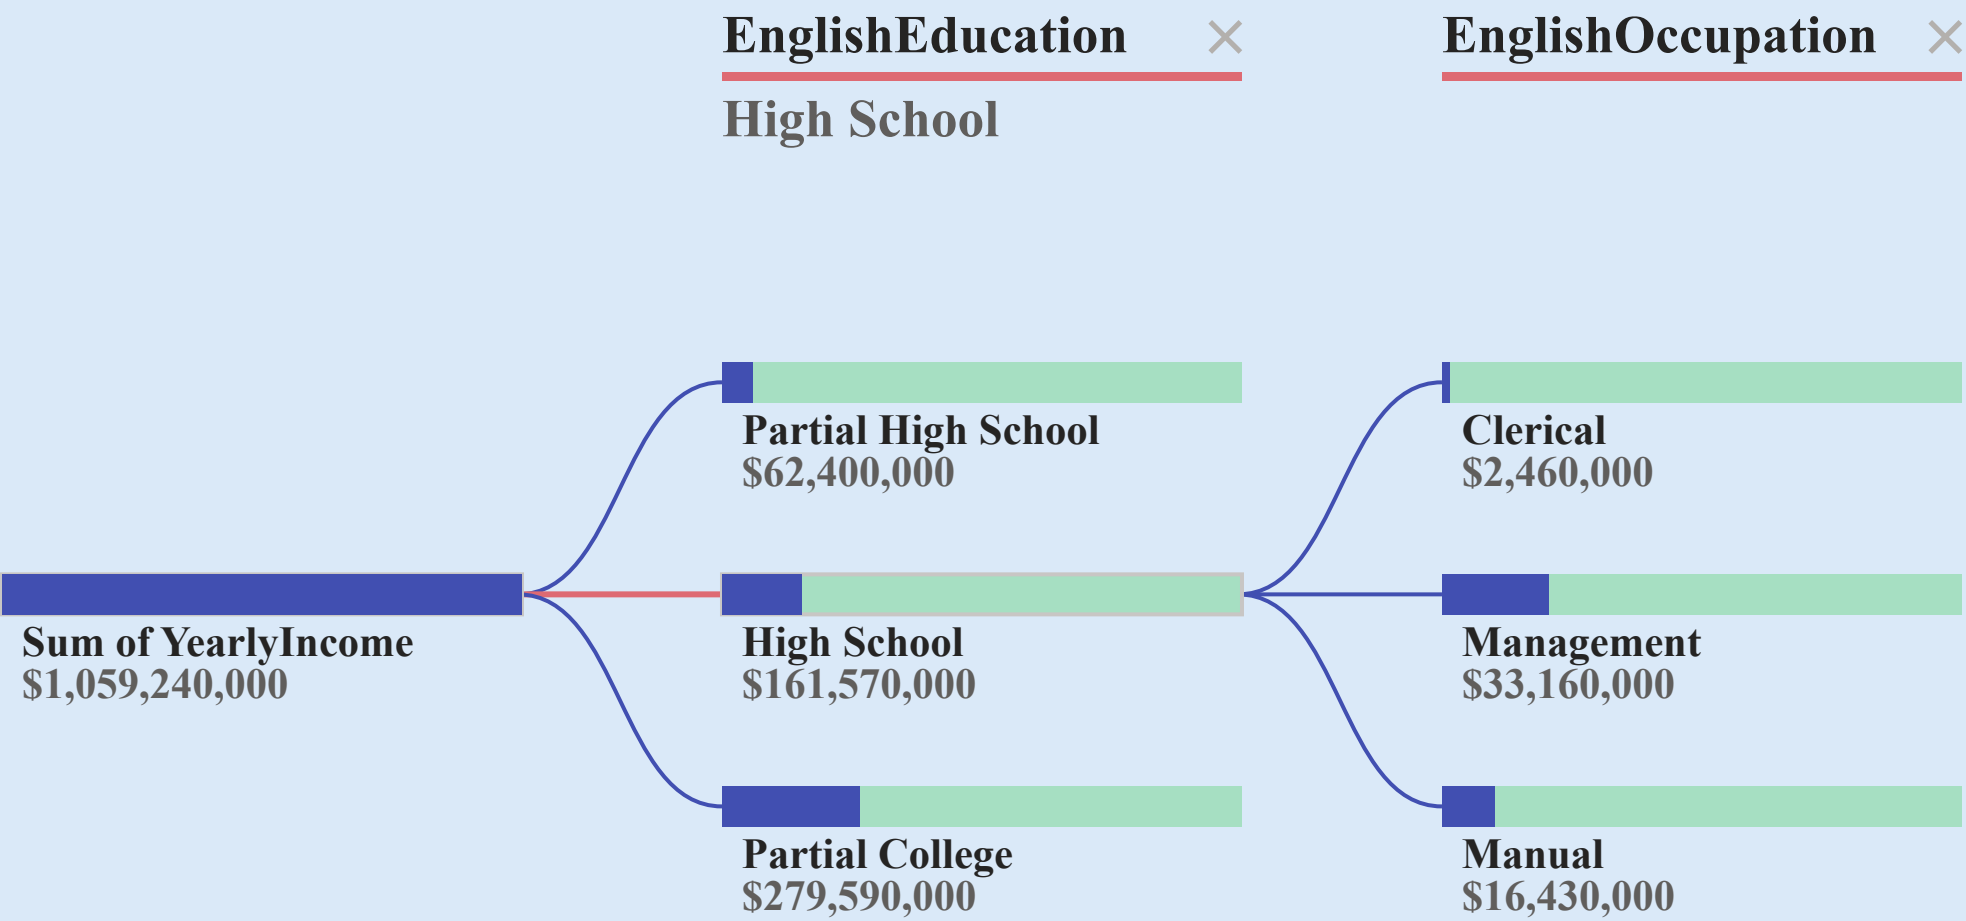 EnglishEducation
EnglishOccupation
High School
Partial High School
$62,400,000
Clerical
$2,460,000
Sum of YearlyIncome
$1,059,240,000
High School
$161,570,000
Management
$33,160,000
Partial College
$279,590,000
Manual
$16,430,000